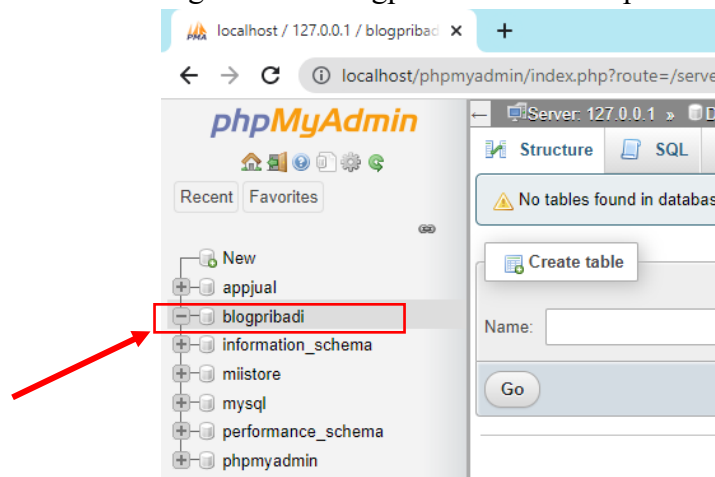 localhost / 127.0.0.1 / blogpribad
localhost/phpmyadmin/index.php?route=/serve
phpMyAdmin
Server: 127.0.0.1 »
Structure SQL
Recent Favorites
No tables found in databas
New
Create table
appjual
blogpribadi
Name:
information_schema
miistore
Go
mysql
performance_schema
phpmyadmin